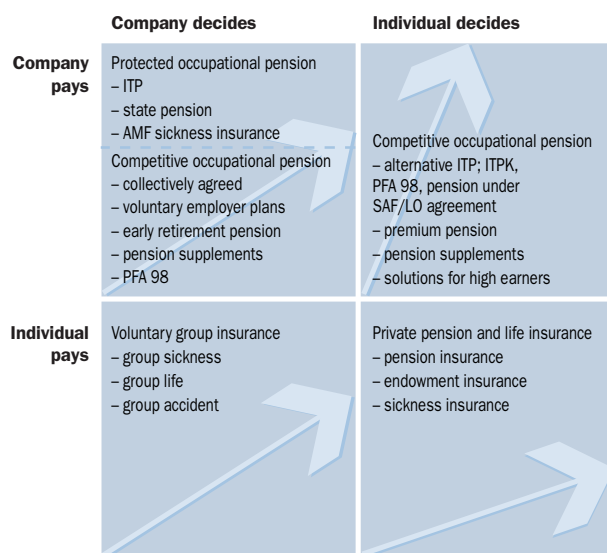 Company decides
Individual decides
Company
pays
Protected occupational pension
– ITP
– state pension
– AMF sickness insurance
Competitive occupational pension
– collectively agreed
– voluntary employer plans
– early retirement pension
– pension supplements
– PFA 98
Competitive occupational pension
– alternative ITP; ITPK,
PFA 98, pension under
SAF/LO agreement
– premium pension
– pension supplements
– solutions for high earners
Individual
pays
Voluntary group insurance
– group sickness
– group life
– group accident
Private pension and life insurance
– pension insurance
– endowment insurance
– sickness insurance